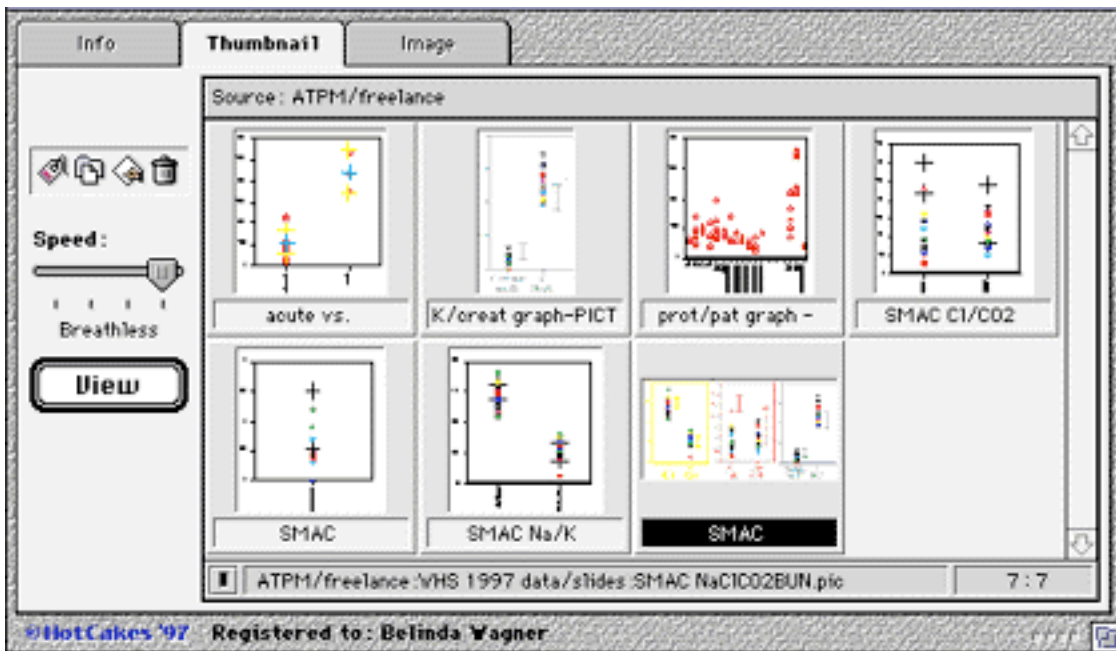 Info
Thumbnail
Image
Source: ATPM/freelance
Speed:
Breathless
View
acute vs.
K/creat graph-PICT
prot/pat graph -
SMAC Cl/CO2
SMAC
SMAC Na/K
SMAC
ATPM/freelance:VHS 1997 data/slides:SMAC NaClCO2BUN.pic
7:7
©HotCakes '97 Registered to: Belinda Wagner